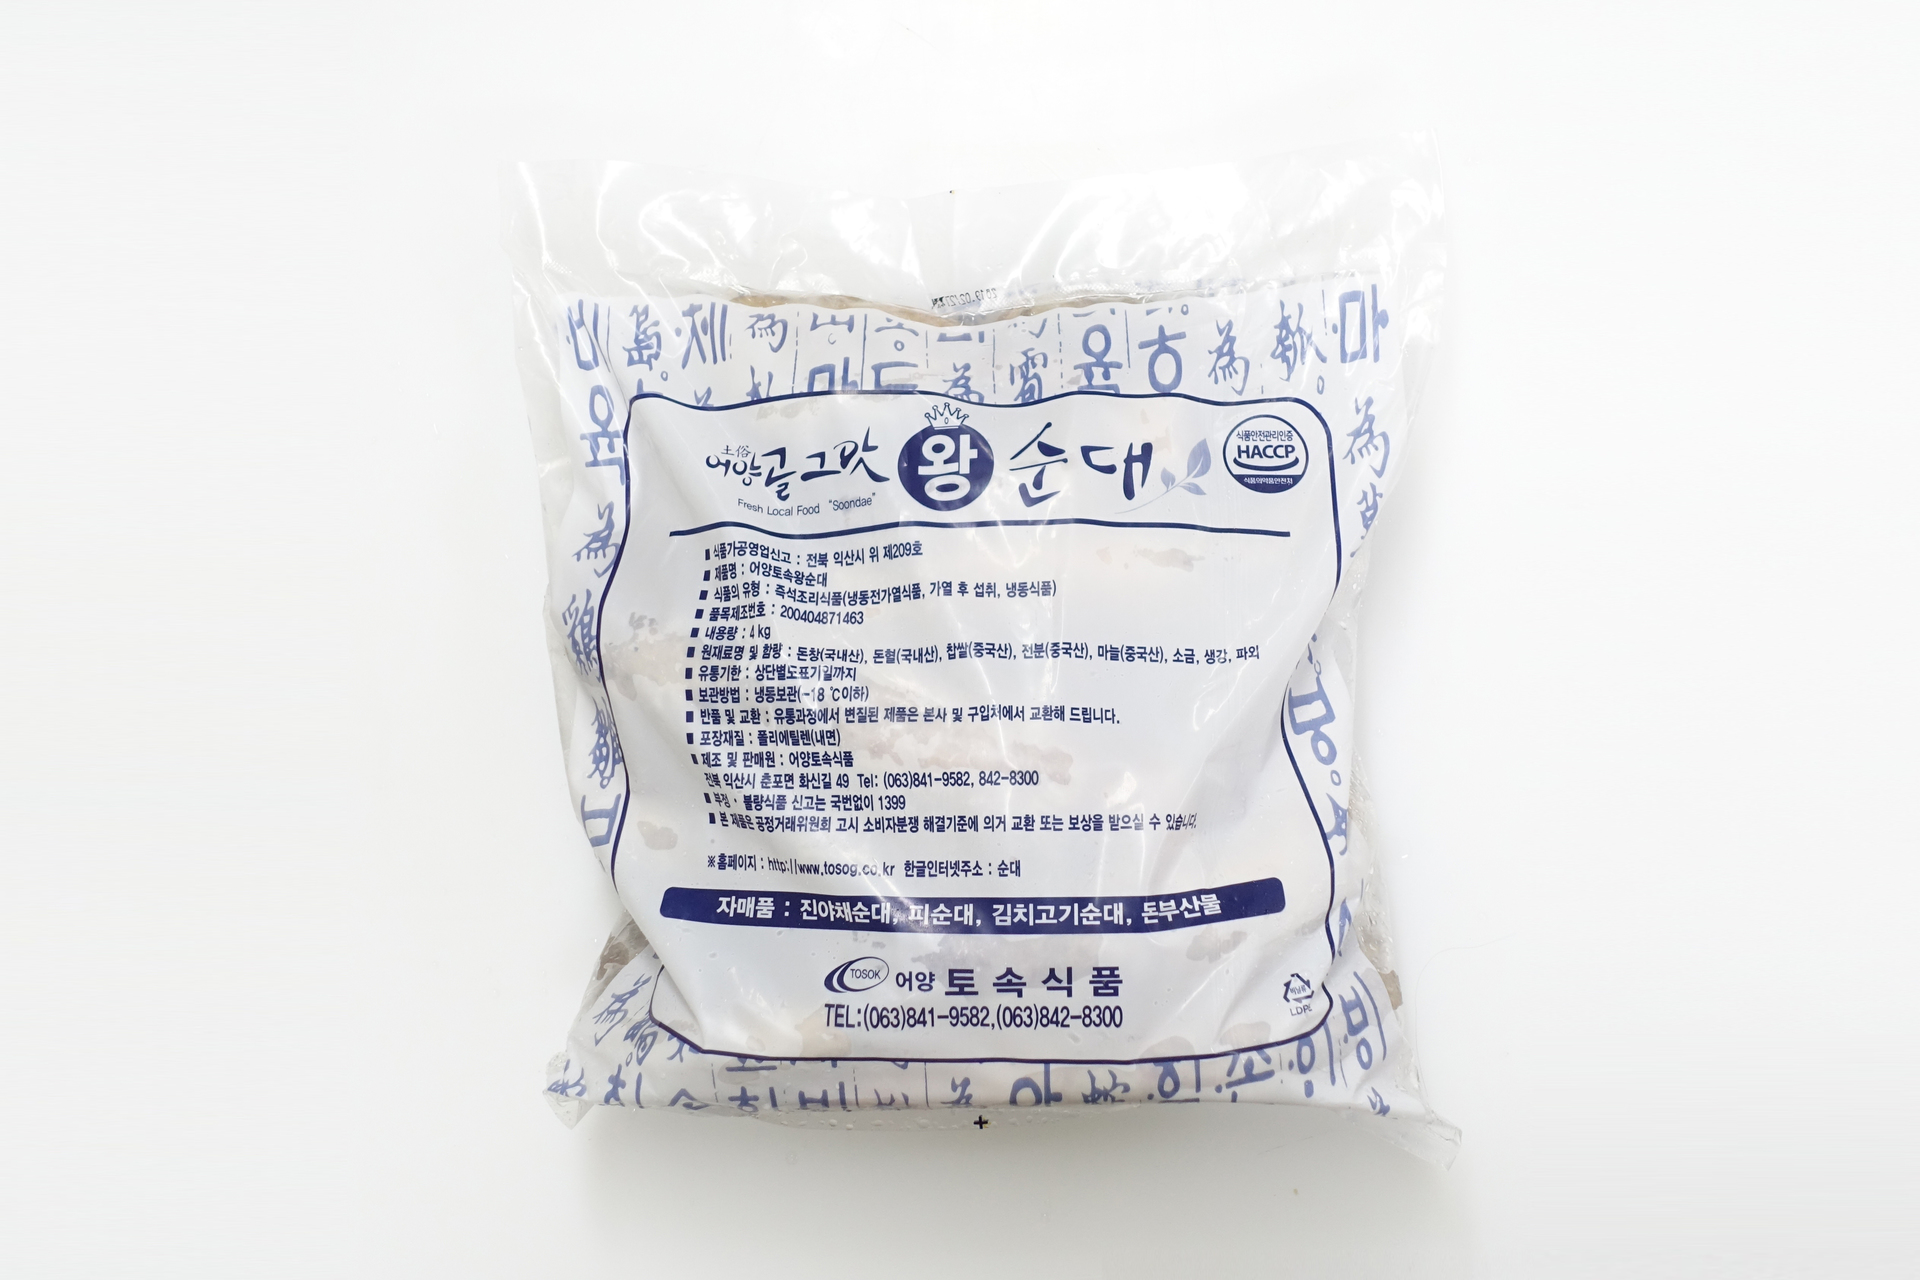 土俗
어양골그맛 왕 순대
Fresh Local Food "Soondae"
식품안전관리인증
HACCP
식품의약품안전처
■ 식품가공영업신고 : 전북 익산시 위 제209호
■ 제품명 : 어양토속왕순대
■ 식품의 유형 : 즉석조리식품(냉동전가열식품, 가열 후 섭취, 냉동식품)
■ 품목제조번호 : 200404871463
■ 내용량 : 4kg
■ 원재료명 및 함량 : 돈창(국내산), 돈혈(국내산), 찹쌀(중국산), 전분(중국산), 마늘(중국산), 소금, 생강, 파외
■ 유통기한 : 상단별도표기일까지
■ 보관방법 : 냉동보관(-18 ℃이하)
■ 반품 및 교환 : 유통과정에서 변질된 제품은 본사 및 구입처에서 교환해 드립니다.
■ 포장재질 : 폴리에틸렌(내면)
■ 제조 및 판매원 : 어양토속식품
전북 익산시 춘포면 화신길 49 Tel: (063)841-9582, 842-8300
■ 부정 · 불량식품 신고는 국번없이 1399
■ 본 제품은 공정거래위원회 고시 소비자분쟁 해결기준에 의거 교환 또는 보상을 받으실 수 있습니다.
※ 홈페이지 : http://www.tosog.co.kr 한글인터넷주소 : 순대
자매품 : 진야채순대, 피순대, 김치고기순대, 돈부산물
TOSOK 어양 토속식품
TEL:(063)841-9582,(063)842-8300
비닐류
LDPE